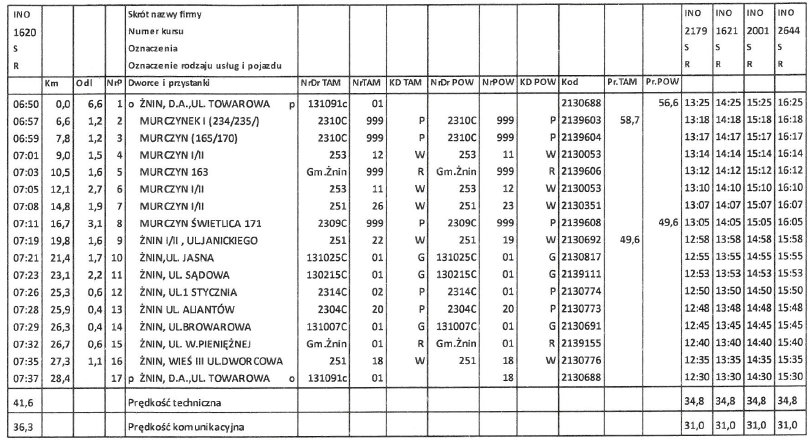 INO Skrót nazwy firmy INO INO INO INO
1620 Numer kursu 2179 1621 2001 2644
S Oznaczenia S S S S
R Oznaczenie rodzaju usług i pojazdu R R R R
Km Odl NrP Dworce i przystanki NrDr TAM NrTAM KD TAM NrDr POW NrPOW KD POW Kod Pr.TAM Pr.POW
06:50 0,0 6,6 1 o ŻNIN, D.A.,UL. TOWAROWA p 131091c 01 2130688 56,6 13:25 14:25 15:25 16:25
06:57 6,6 1,2 2 MURCZYNEK I (234/235/) 2310C 999 P 2310C 999 P 2139603 58,7 13:18 14:18 15:18 16:18
06:59 7,8 1,2 3 MURCZYN (165/170) 2310C 999 P 2310C 999 P 2139604 13:17 14:17 15:17 16:17
07:01 9,0 1,5 4 MURCZYN I/II 253 12 W 253 11 W 2130053 13:14 14:14 15:14 16:14
07:03 10,5 1,6 5 MURCZYN 163 Gm.Żnin 999 R Gm.Żnin 999 R 2139606 13:12 14:12 15:12 16:12
07:05 12,1 2,7 6 MURCZYN I/II 253 11 W 253 12 W 2130053 13:10 14:10 15:10 16:10
07:08 14,8 1,9 7 MURCZYN I/II 251 26 W 251 23 W 2130351 13:07 14:07 15:07 16:07
07:11 16,7 3,1 8 MURCZYN ŚWIETLICA 171 2309C 999 P 2309C 999 P 2139608 49,6 13:05 14:05 15:05 16:05
07:19 19,8 1,6 9 ŻNIN I/II , UL.JANICKIEGO 251 22 W 251 19 W 2130692 49,6 12:58 13:58 14:58 15:58
07:21 21,4 1,7 10 ŻNIN,UL. JASNA 131025C 01 G 131025C 01 G 2130817 12:55 13:55 14:55 15:55
07:23 23,1 2,2 11 ŻNIN, UL. SĄDOWA 130215C 01 G 130215C 01 G 2139111 12:53 13:53 14:53 15:53
07:26 25,3 0,6 12 ŻNIN, UL.1 STYCZNIA 2314C 02 P 2314C 01 P 2130774 12:50 13:50 14:50 15:50
07:28 25,9 0,4 13 ŻNIN UL. ALIANTÓW 2304C 20 P 2304C 20 P 2130773 12:48 13:48 14:48 15:48
07:29 26,3 0,4 14 ŻNIN, UL.BROWAROWA 131007C 01 G 131007C 01 G 2130691 12:45 13:45 14:45 15:45
07:32 26,7 0,6 15 ŻNIN, UL. W.PIENIĘŻNEJ Gm.Żnin 01 R Gm.Żnin 01 R 2139155 12:40 13:40 14:40 15:40
07:35 27,3 1,1 16 ŻNIN, WIEŚ III UL.DWORCOWA 251 18 W 251 18 W 2130776 12:35 13:35 14:35 15:35
07:37 28,4 17 p ŻNIN, D.A.,UL. TOWAROWA o 131091c 01 18 2130688 12:30 13:30 14:30 15:30
41,6 Prędkość techniczna 34,8 34,8 34,8 34,8
36,3 Prędkość komunikacyjna 31,0 31,0 31,0 31,0